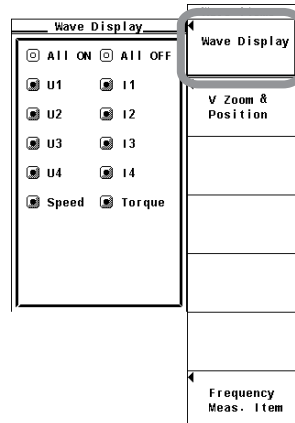 Wave Display
All ON All OFF
U1 I1
U2 I2
U3 I3
U4 I4
Speed Torque
Wave Display
V Zoom &
Position
Frequency
Meas. Item